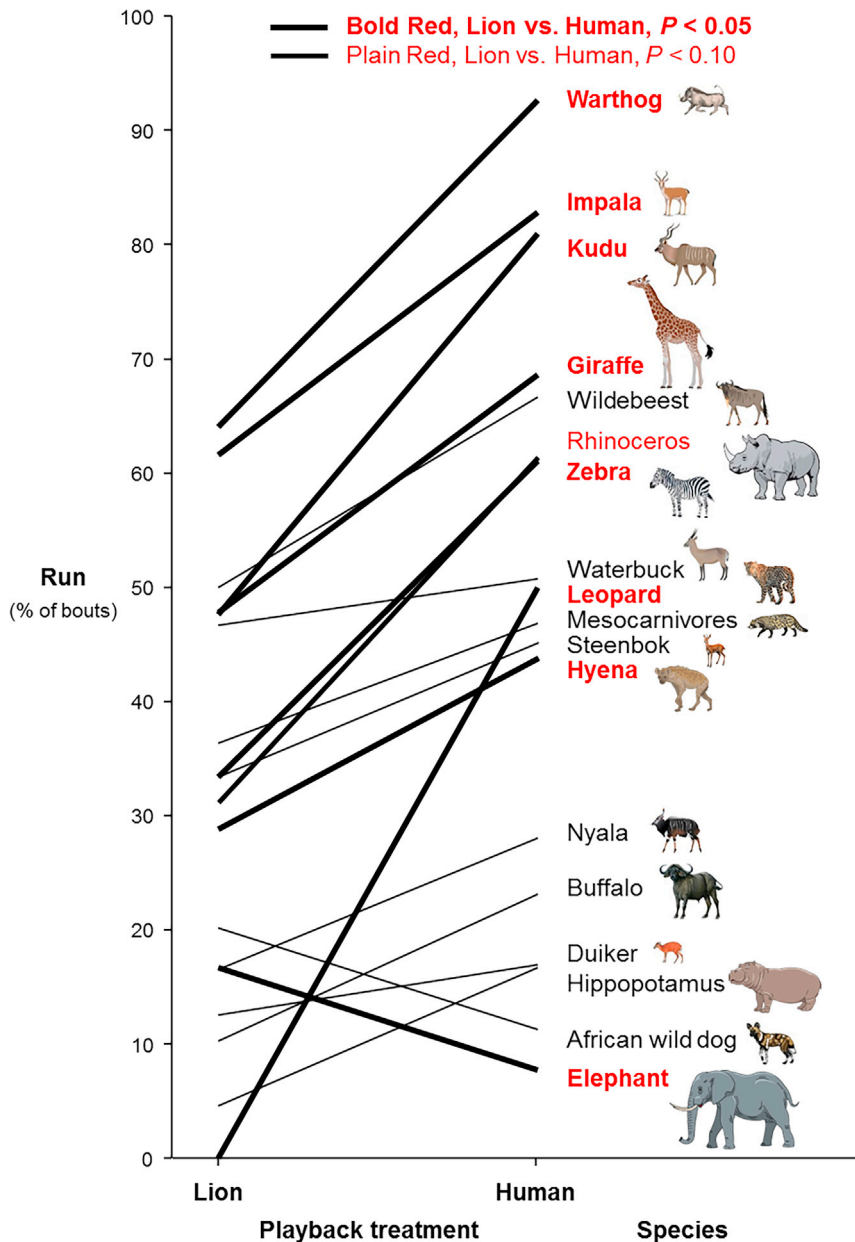 Bold Red, Lion vs. Human, P < 0.05
Plain Red, Lion vs. Human, P < 0.10
100
90
80
70
60
50
40
30
20
10
0
Run
(% of bouts)
Warthog
Impala
Kudu
Giraffe
Wildebeest
Rhinoceros
Zebra
Waterbuck
Leopard
Mesocarnivores
Steenbok
Hyena
Nyala
Buffalo
Duiker
Hippopotamus
African wild dog
Elephant
Lion
Human
Playback treatment
Species